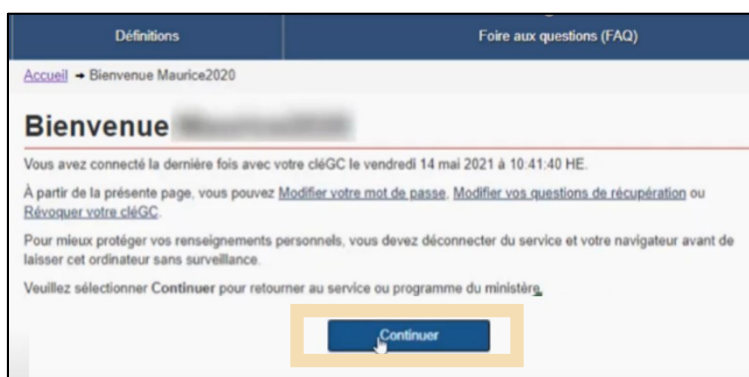 Définitions
Foire aux questions (FAQ)
Accueil → Bienvenue Maurice2020
Bienvenue
Vous avez connecté la dernière fois avec votre cléGC le vendredi 14 mai 2021 à 10:41:40 HE.
À partir de la présente page, vous pouvez Modifier votre mot de passe, Modifier vos questions de récupération ou
Révoquer votre cléGC.
Pour mieux protéger vos renseignements personnels, vous devez déconnecter du service et votre navigateur avant de
laisser cet ordinateur sans surveillance.
Veuillez sélectionner Continuer pour retourner au service ou programme du ministère.
Continuer